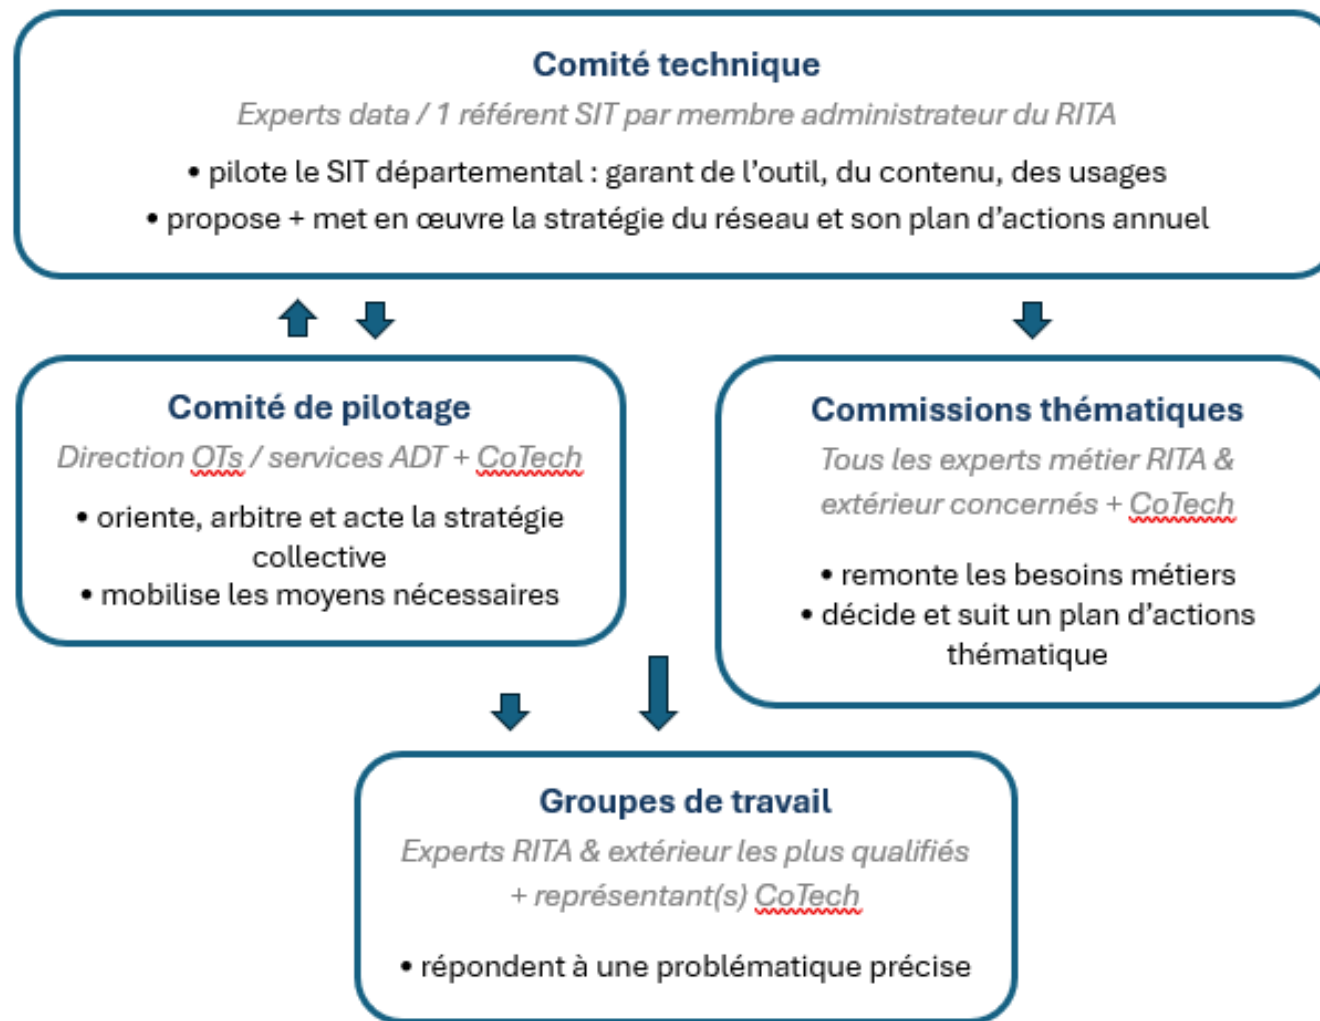 Comité technique
Experts data / 1 référent SIT par membre administrateur du RITA
• pilote le SIT départemental : garant de l’outil, du contenu, des usages
• propose + met en œuvre la stratégie du réseau et son plan d’actions annuel
Comité de pilotage
Direction OTs / services ADT + CoTech
• oriente, arbitre et acte la stratégie
collective
• mobilise les moyens nécessaires
Commissions thématiques
Tous les experts métier RITA &
extérieur concernés + CoTech
• remonte les besoins métiers
• décide et suit un plan d’actions
thématique
Groupes de travail
Experts RITA & extérieur les plus qualifiés
+ représentant(s) CoTech
• répondent à une problématique précise